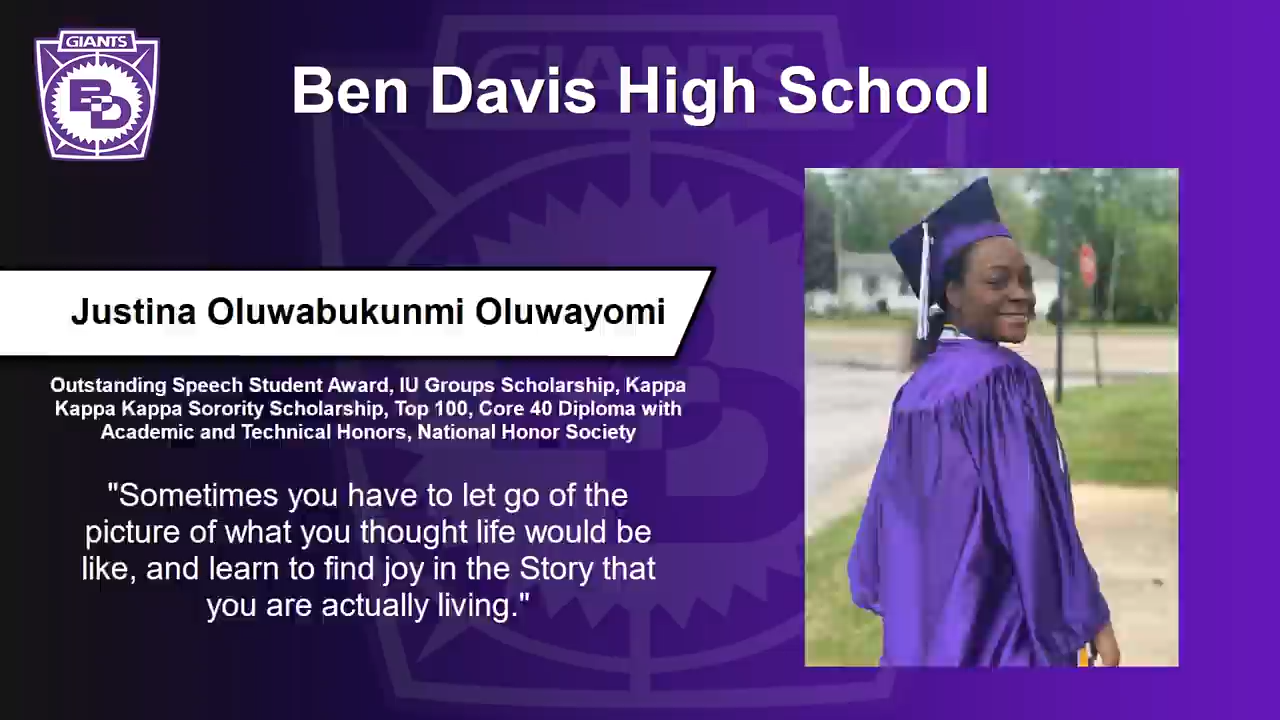 GIANTS
BD
GIANTS
Ben Davis High School
Justina Oluwabukunmi Oluwayomi
Outstanding Speech Student Award, IU Groups Scholarship, Kappa
Kappa Kappa Sorority Scholarship, Top 100, Core 40 Diploma with
Academic and Technical Honors, National Honor Society
"Sometimes you have to let go of the
picture of what you thought life would be
like, and learn to find joy in the Story that
you are actually living."